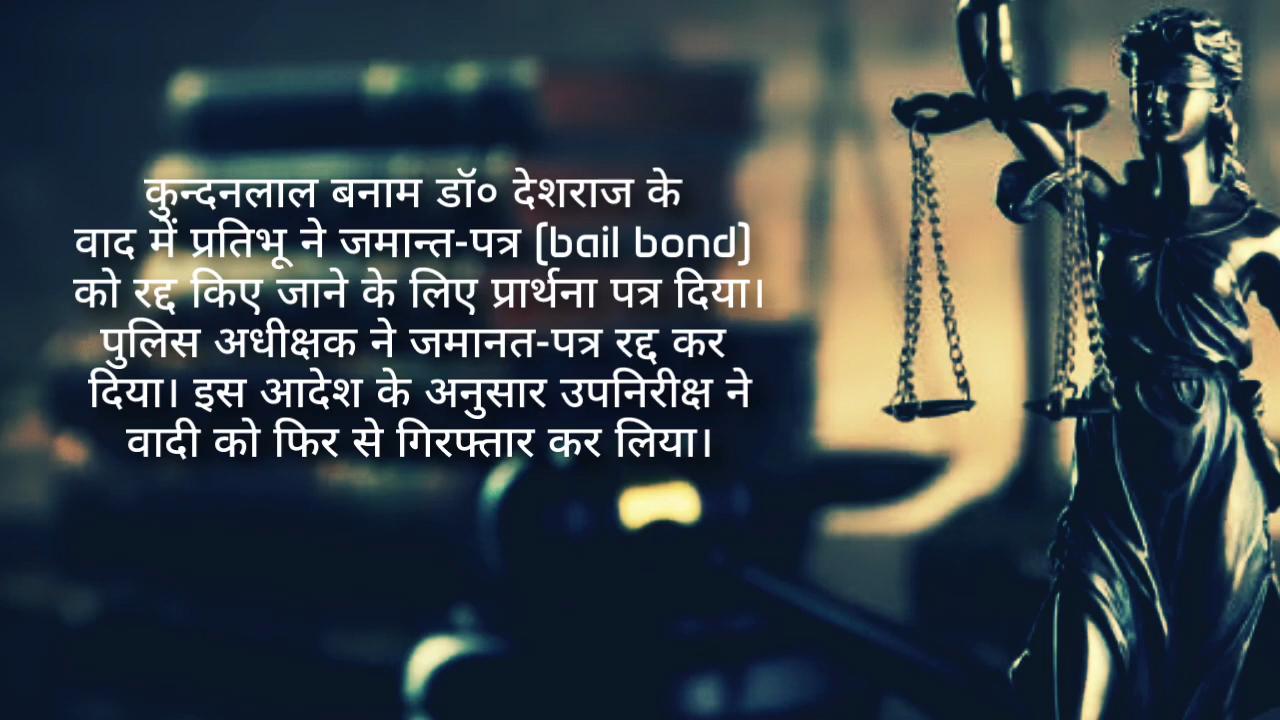 कुन्दनलाल बनाम डॉ० देशराज के
वाद में प्रतिभू ने जमान्त-पत्र (bail bond)
को रद्द किए जाने के लिए प्रार्थना पत्र दिया।
पुलिस अधीक्षक ने जमानत-पत्र रद्द कर
दिया। इस आदेश के अनुसार उपनिरीक्ष ने
वादी को फिर से गिरफ्तार कर लिया।